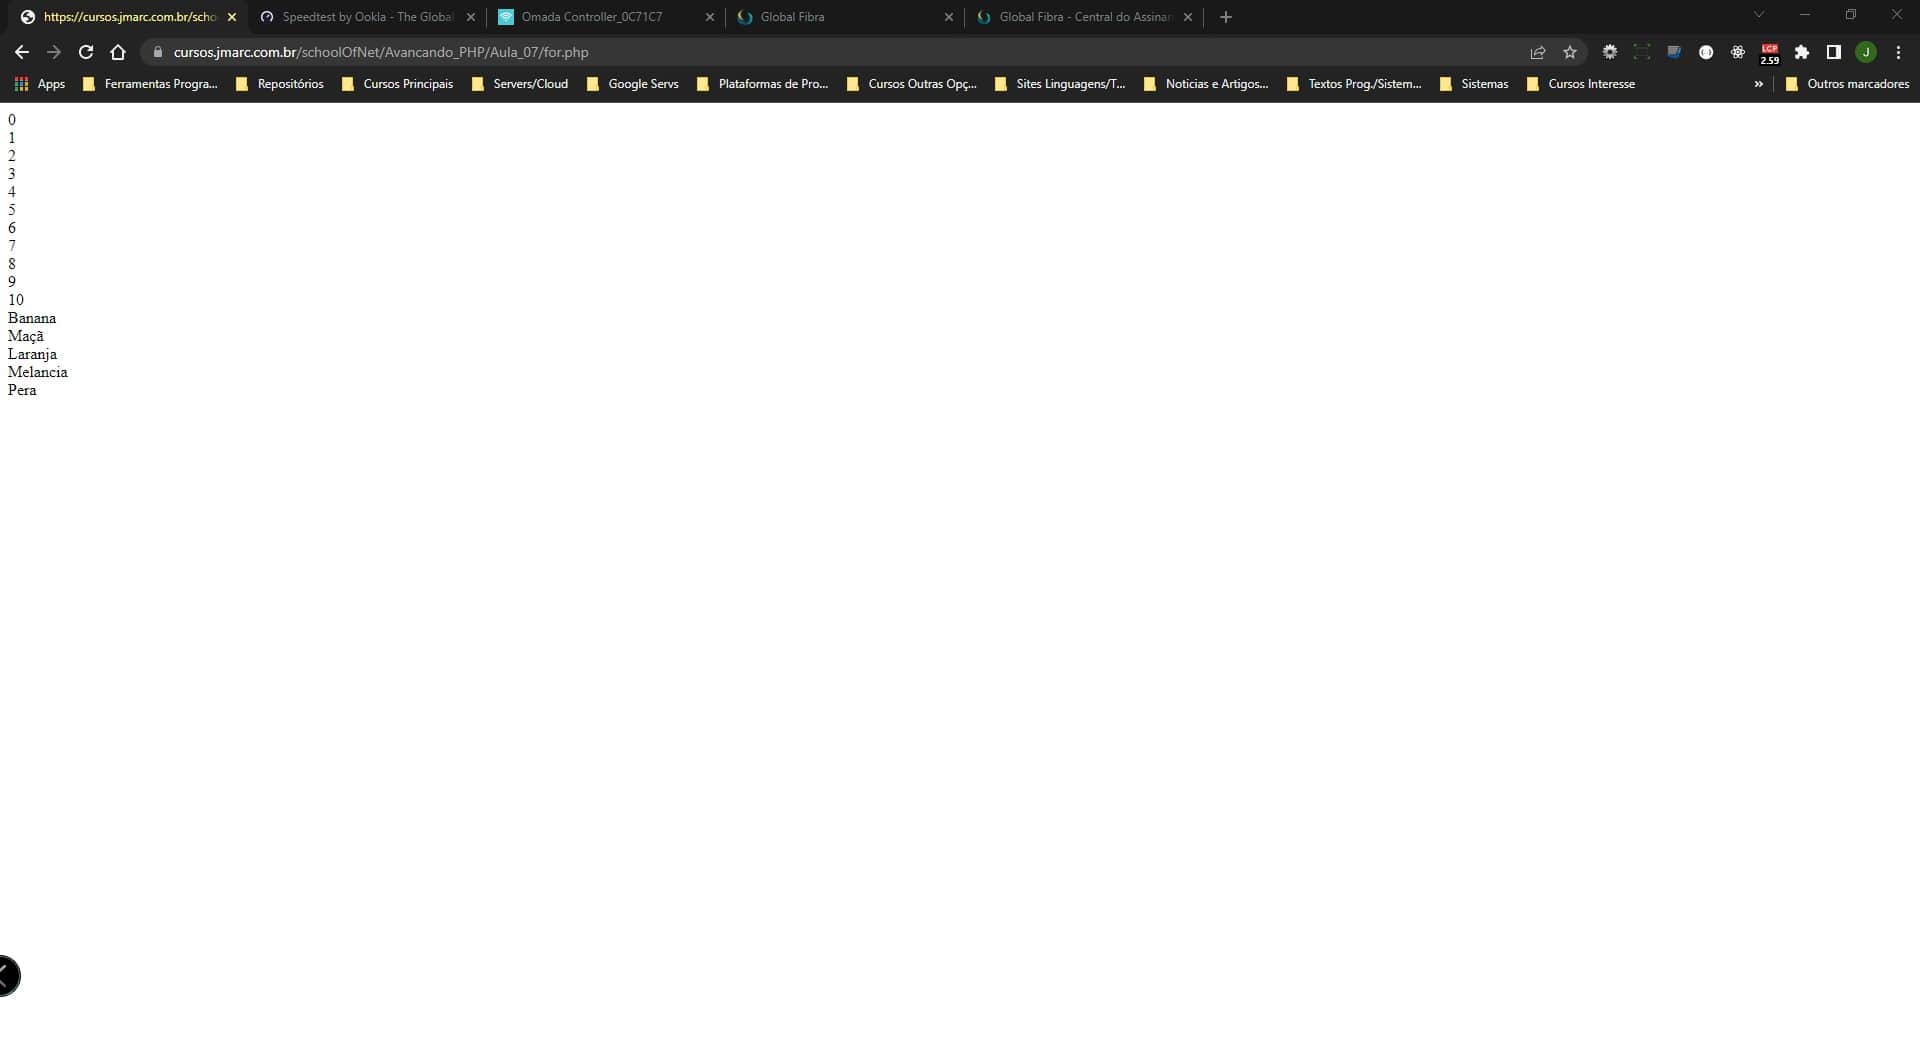 https://cursos.jmarc.com.br/scho
Speedtest by Ookla - The Global
Omada Controller_0C71C7
Global Fibra
Global Fibra - Central do Assinan
cursos.jmarc.com.br/schoolOfNet/Avancando_PHP/Aula_07/for.php
LCP
2.59
J
Apps
Ferramentas Progra...
Repositórios
Cursos Principais
Servers/Cloud
Google Servs
Plataformas de Pro...
Cursos Outras Opç...
Sites Linguagens/T...
Noticias e Artigos...
Textos Prog./Sistem...
Sistemas
Cursos Interesse
»
Outros marcadores
0
1
2
3
4
5
6
7
8
9
10
Banana
Maçã
Laranja
Melancia
Pera